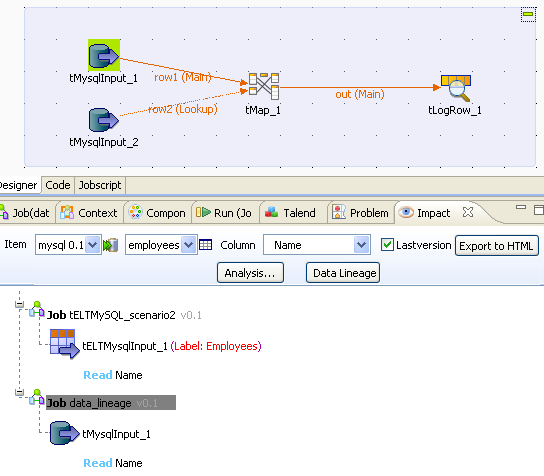 tMysqlInput_1
row1 (Main)
row2 (Lookup)
tMap_1
out (Main)
tLogRow_1
tMysqlInput_2
Designer Code Jobscript
Job(dat Context Compon Run (Jo Talend Problem Impact
Item mysql 0.1 employees Column Name Lastversion Export to HTML
Analysis... Data Lineage
Job tELTMySQL_scenario2 v0.1
tELTMysqlInput_1 (Label: Employees)
Read Name
Job data_lineage v0.1
tMysqlInput_1
Read Name